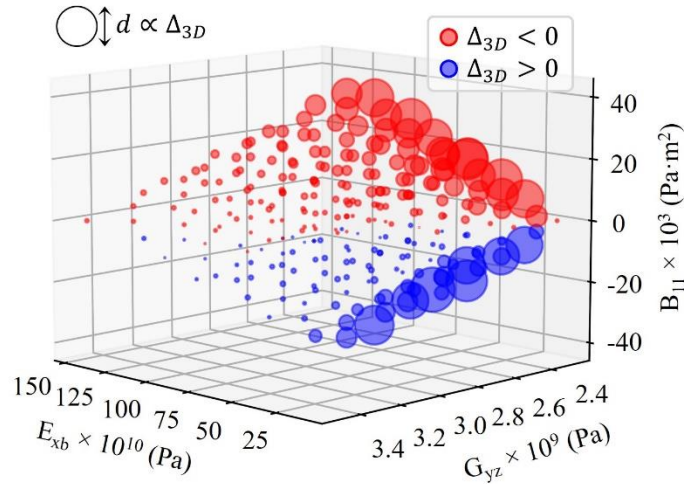 d ∝ Δ3D
Δ3D < 0
Δ3D > 0
40
20
0
-20
-40
B11 × 10³ (Pa·m²)
150
125
100
75
50
25
Exb × 10¹⁰ (Pa)
3.4
3.2
3.0
2.8
2.6
2.4
Gyz × 10⁹ (Pa)